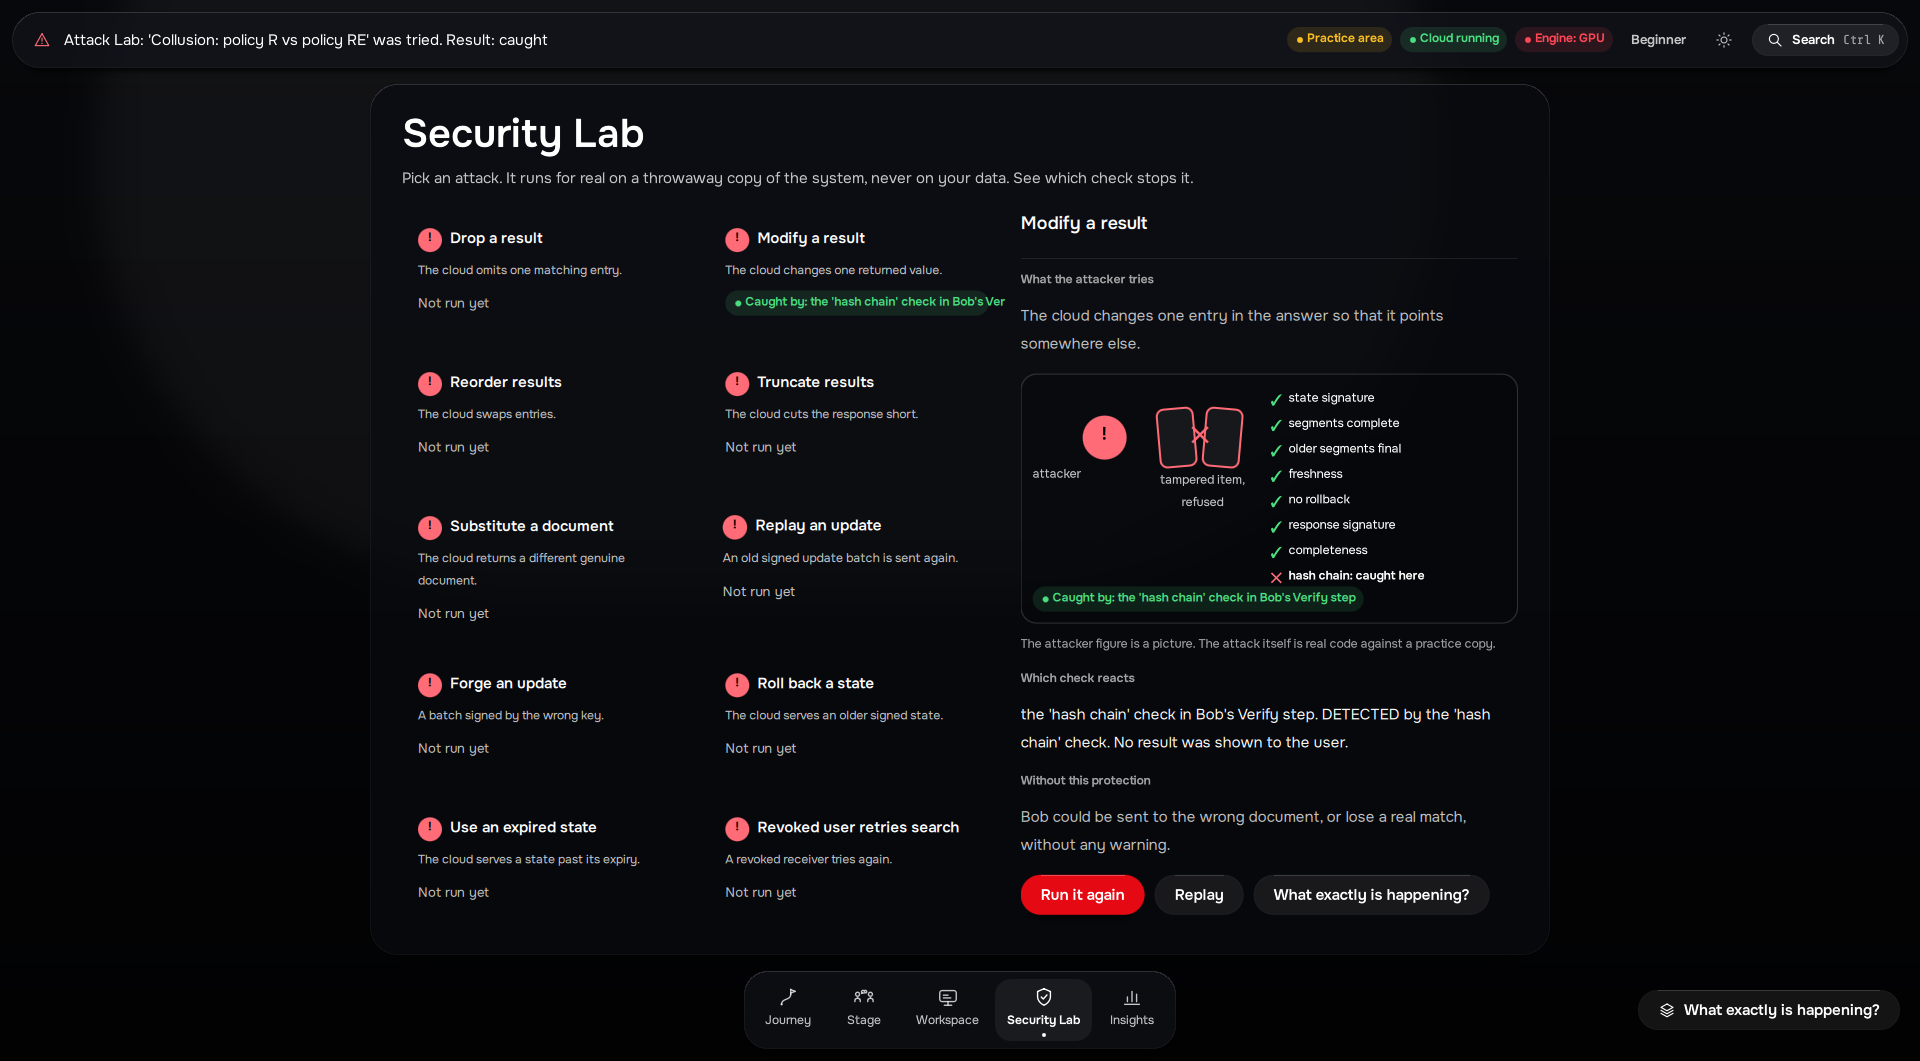 Attack Lab: 'Collusion: policy R vs policy RE' was tried. Result: caught
Practice area
Cloud running
Engine: GPU
Beginner
Search Ctrl K
Security Lab
Pick an attack. It runs for real on a throwaway copy of the system, never on your data. See which check stops it.
! Drop a result
The cloud omits one matching entry.
Not run yet
! Modify a result
The cloud changes one returned value.
Caught by: the 'hash chain' check in Bob's Ver
! Reorder results
The cloud swaps entries.
Not run yet
! Truncate results
The cloud cuts the response short.
Not run yet
! Substitute a document
The cloud returns a different genuine
document.
Not run yet
! Replay an update
An old signed update batch is sent again.
Not run yet
! Forge an update
A batch signed by the wrong key.
Not run yet
! Roll back a state
The cloud serves an older signed state.
Not run yet
! Use an expired state
The cloud serves a state past its expiry.
Not run yet
! Revoked user retries search
A revoked receiver tries again.
Not run yet
Modify a result
What the attacker tries
The cloud changes one entry in the answer so that it points
somewhere else.
!
attacker
tampered item,
refused
state signature
segments complete
older segments final
freshness
no rollback
response signature
completeness
hash chain: caught here
Caught by: the 'hash chain' check in Bob's Verify step
The attacker figure is a picture. The attack itself is real code against a practice copy.
Which check reacts
the 'hash chain' check in Bob's Verify step. DETECTED by the 'hash
chain' check. No result was shown to the user.
Without this protection
Bob could be sent to the wrong document, or lose a real match,
without any warning.
Run it again
Replay
What exactly is happening?
Journey
Stage
Workspace
Security Lab
Insights
What exactly is happening?